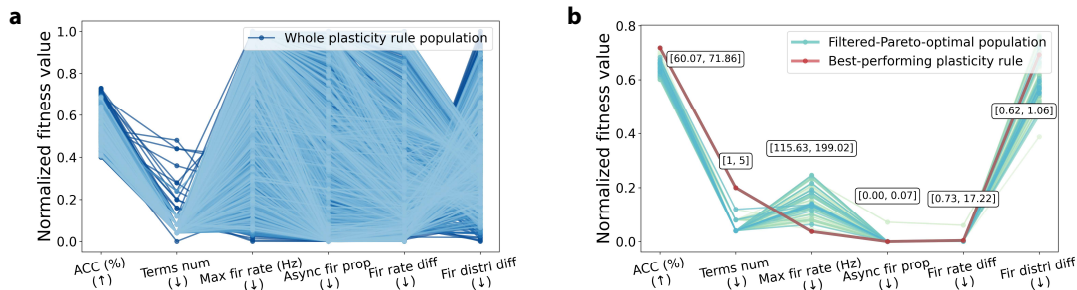 a
Normalized fitness value
1.0
0.8
0.6
0.4
0.2
0.0
Whole plasticity rule population
ACC (%)
(↑)
Terms num
(↓)
Max fir rate (Hz)
(↓)
Async fir prop
(↓)
Fir rate diff
(↓)
Fir distri diff
(↓)
b
Normalized fitness value
0.8
0.6
0.4
0.2
0.0
Filtered-Pareto-optimal population
Best-performing plasticity rule
[60.07, 71.86]
[1, 5]
[115.63, 199.02]
[0.00, 0.07]
[0.73, 17.22]
[0.62, 1.06]
ACC (%)
(↑)
Terms num
(↓)
Max fir rate (Hz)
(↓)
Async fir prop
(↓)
Fir rate diff
(↓)
Fir distri diff
(↓)